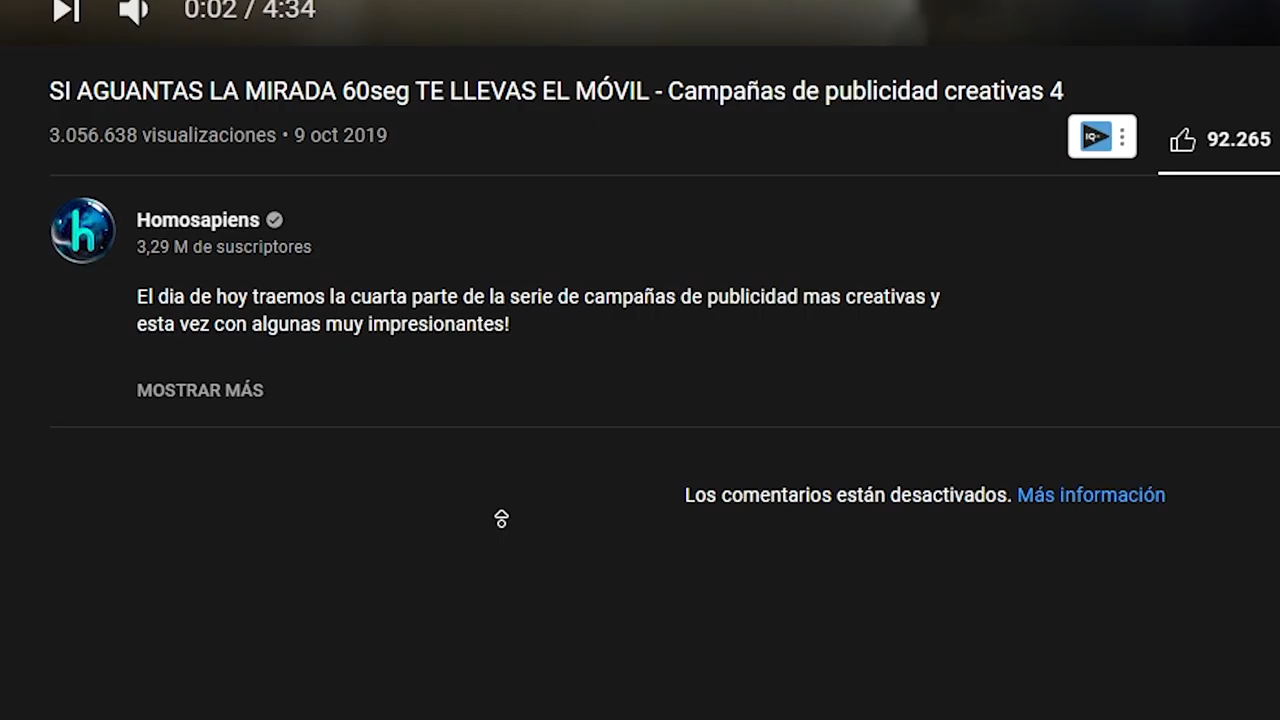 0:02 / 4:34
SI AGUANTAS LA MIRADA 60seg TE LLEVAS EL MÓVIL - Campañas de publicidad creativas 4
3.056.638 visualizaciones • 9 oct 2019
IQ
92.265
h
Homosapiens
3,29 M de suscriptores
El dia de hoy traemos la cuarta parte de la serie de campañas de publicidad mas creativas y
esta vez con algunas muy impresionantes!
MOSTRAR MÁS
Los comentarios están desactivados. Más información